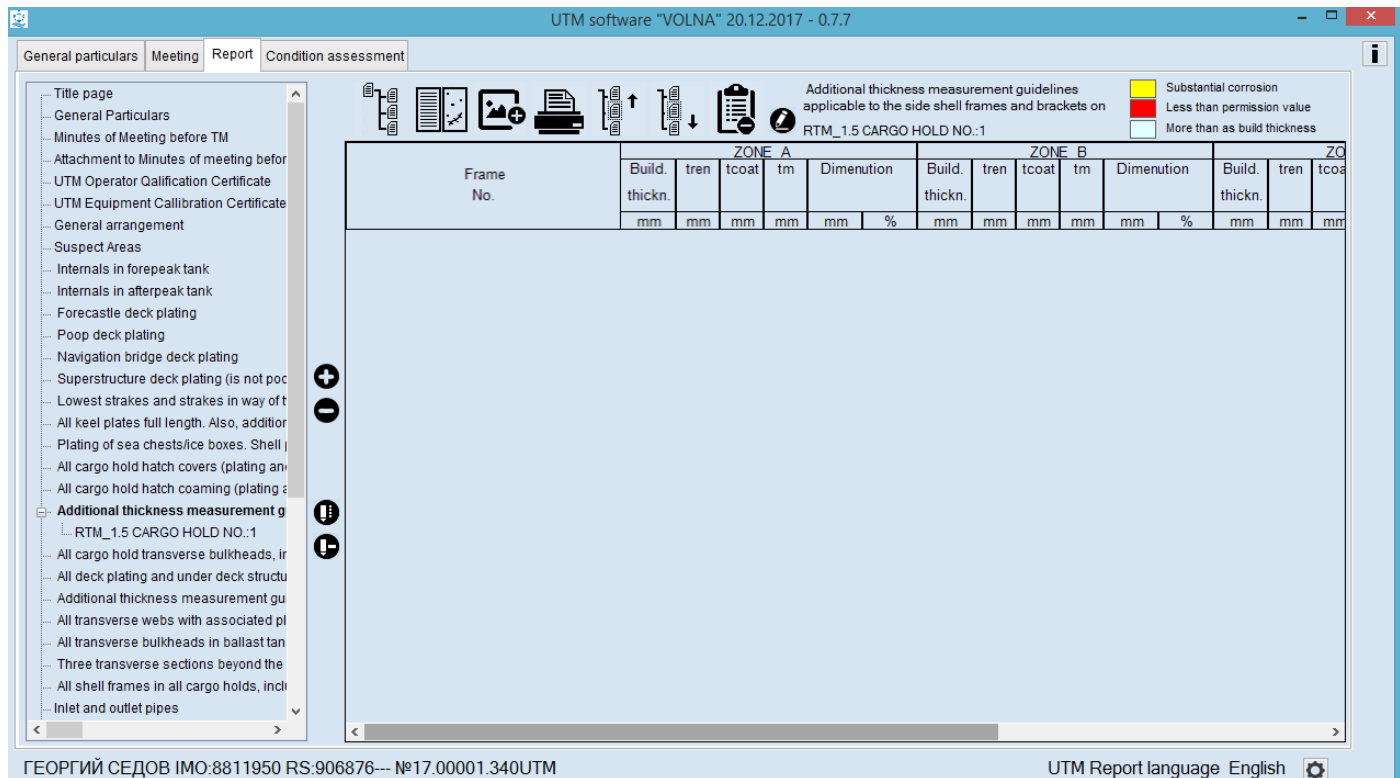 UTM software "VOLNA" 20.12.2017 - 0.7.7
General particulars Meeting Report Condition assessment
Title page
General Particulars
Minutes of Meeting before TM
Attachment to Minutes of meeting befor
UTM Operator Qalification Certificate
UTM Equipment Callibration Certificate
General arrangement
Suspect Areas
Internals in forepeak tank
Internals in afterpeak tank
Forecastle deck plating
Poop deck plating
Navigation bridge deck plating
Superstructure deck plating (is not poc
Lowest strakes and strakes in way of t
All keel plates full length. Also, addition
Plating of sea chests/ice boxes. Shell p
All cargo hold hatch covers (plating and
All cargo hold hatch coaming (plating a
Additional thickness measurement g
RTM_1.5 CARGO HOLD NO.:1
All cargo hold transverse bulkheads, ir
All deck plating and under deck structu
Additional thickness measurement gu
All transverse webs with associated pl
All transverse bulkheads in ballast tan
Three transverse sections beyond the
All shell frames in all cargo holds, inclu
Inlet and outlet pipes
Additional thickness measurement guidelines
applicable to the side shell frames and brackets on
RTM_1.5 CARGO HOLD NO.:1
Substantial corrosion
Less than permission value
More than as build thickness
ZONE A ZONE B ZO
Frame
No.
Build. tren tcoat tm Dimenution Build. tren tcoat tm Dimenution Build. tren tcoa
thickn. thickn. thickn.
mm mm mm mm mm % mm mm mm mm mm % mm mm mm
ГЕОРГИЙ СЕДОВ IMO:8811950 RS:906876--- №17.00001.340UTM
UTM Report language English